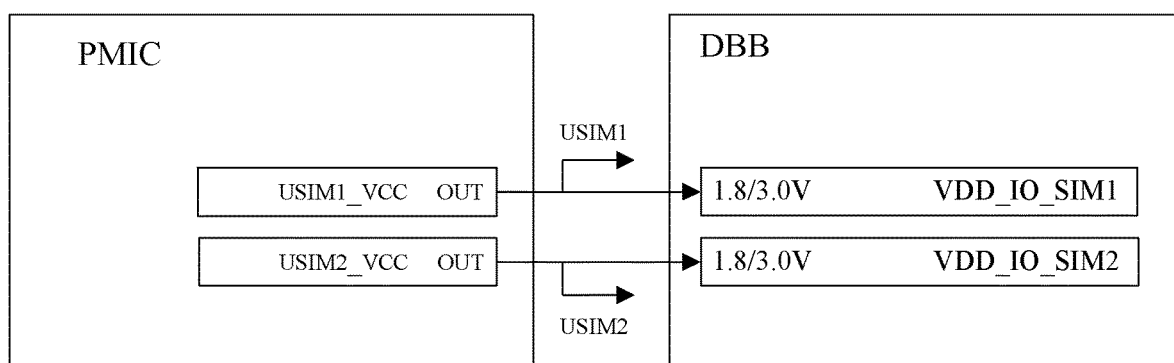 PMIC
DBB
USIM1
USIM1_VCC OUT
1.8/3.0V VDD_IO_SIM1
USIM2_VCC OUT
1.8/3.0V VDD_IO_SIM2
USIM2